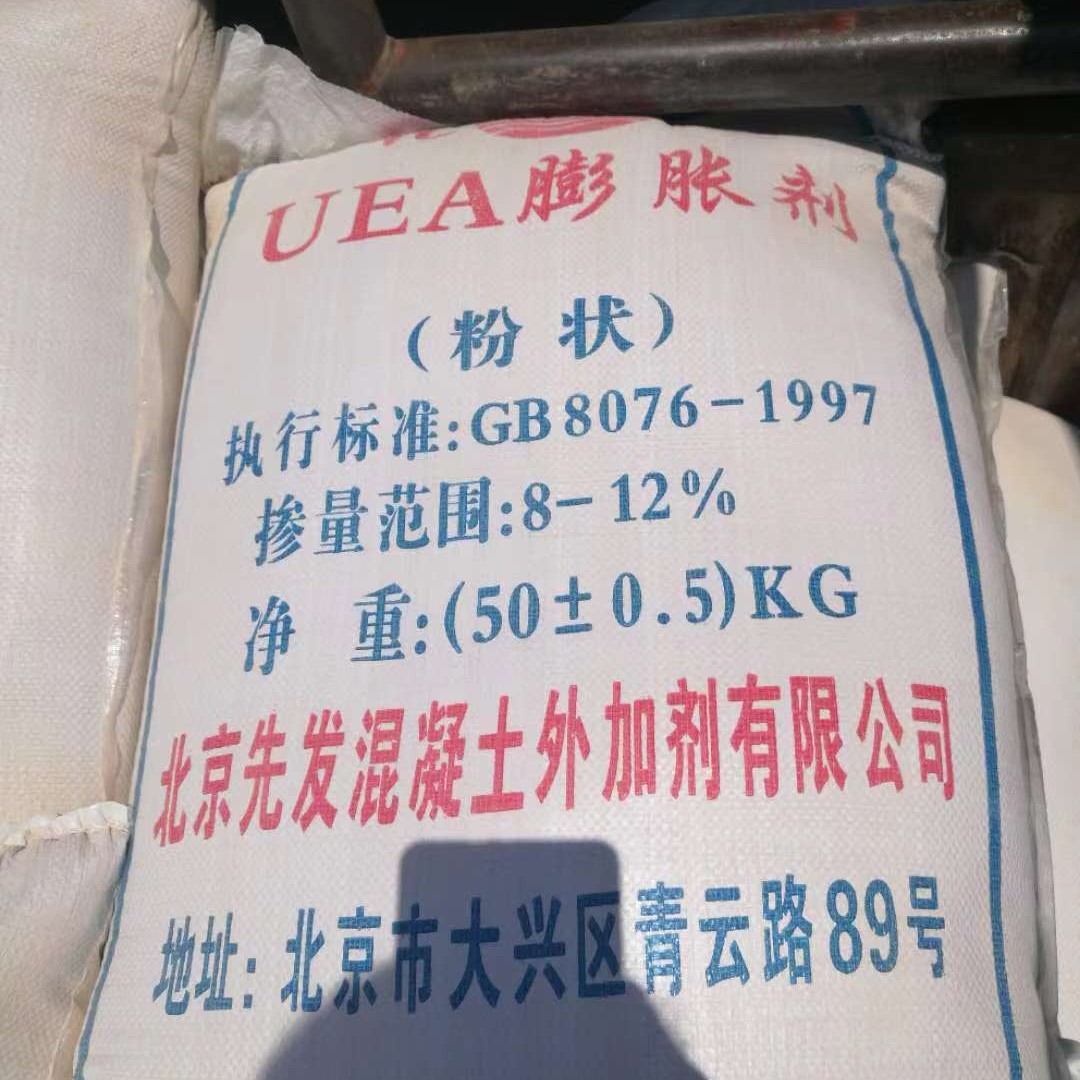 UEA膨胀剂
（粉状）
执行标准:GB8076-1997
掺量范围:8-12%
净 重:(50±0.5)KG
北京先发混凝土外加剂有限公司
地址:北京市大兴区青云路89号